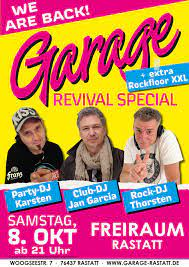 WE ARE BACK!
Garage
+ extra
Rockfloor XXL
REVIVAL SPECIAL
Party-DJ
Karsten
Club-DJ
Jan Garcia
Rock-DJ
Thorsten
SAMSTAG,
8. OKT
ab 21 Uhr
FREIRAUM
RASTATT
WOOGSEESTR. 7 · 76437 RASTATT · WWW.GARAGE-RASTATT.DE